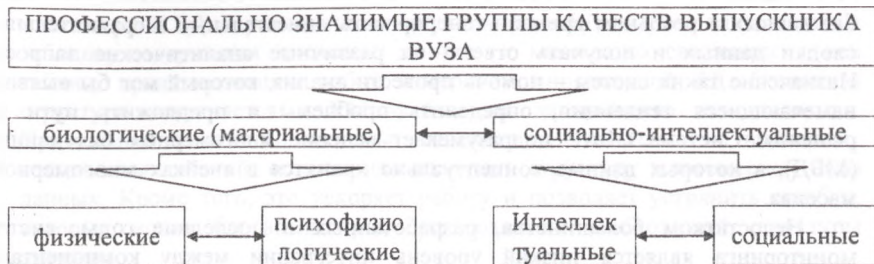 ПРОФЕССИОНАЛЬНО ЗНАЧИМЫЕ ГРУППЫ КАЧЕСТВ ВЫПУСКНИКА
ВУЗА
биологические (материальные) социально-интеллектуальные
физические психофизио
логические Интеллек
туальные социальные